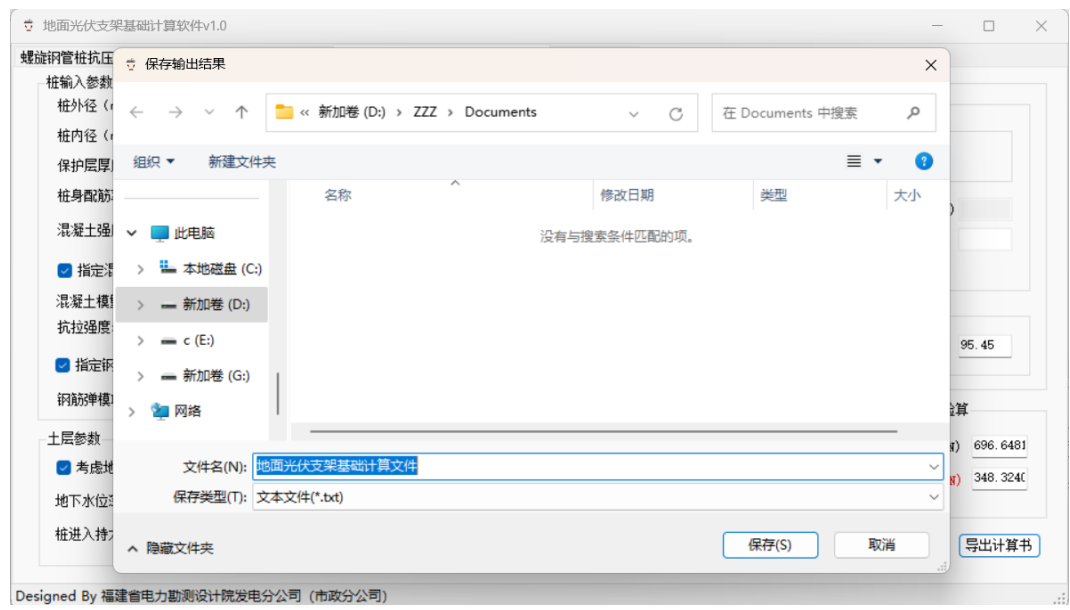 地面光伏支架基础计算软件v1.0
螺旋钢管桩抗压
保存输出结果
桩输入参数
桩外径
桩内径
保护层厚
桩身配筋
混凝土强
指定混
混凝土模
抗拉强度:
指定钢
钢筋弹模
« 新加卷 (D:) › ZZZ › Documents
在 Documents 中搜索
组织
新建文件夹
名称 修改日期 类型 大小
没有与搜索条件匹配的项。
此电脑
本地磁盘 (C:)
新加卷 (D:)
c (E:)
新加卷 (G:)
网络
95.45
验算
土层参数
考虑地
地下水位
桩进入持
文件名(N): 地面光伏支架基础计算文件
保存类型(T): 文本文件(*.txt)
N) 696.6481
N) 348.3240
隐藏文件夹
保存(S)
取消
导出计算书
Designed By 福建省电力勘测设计院发电分公司 (市政分公司)